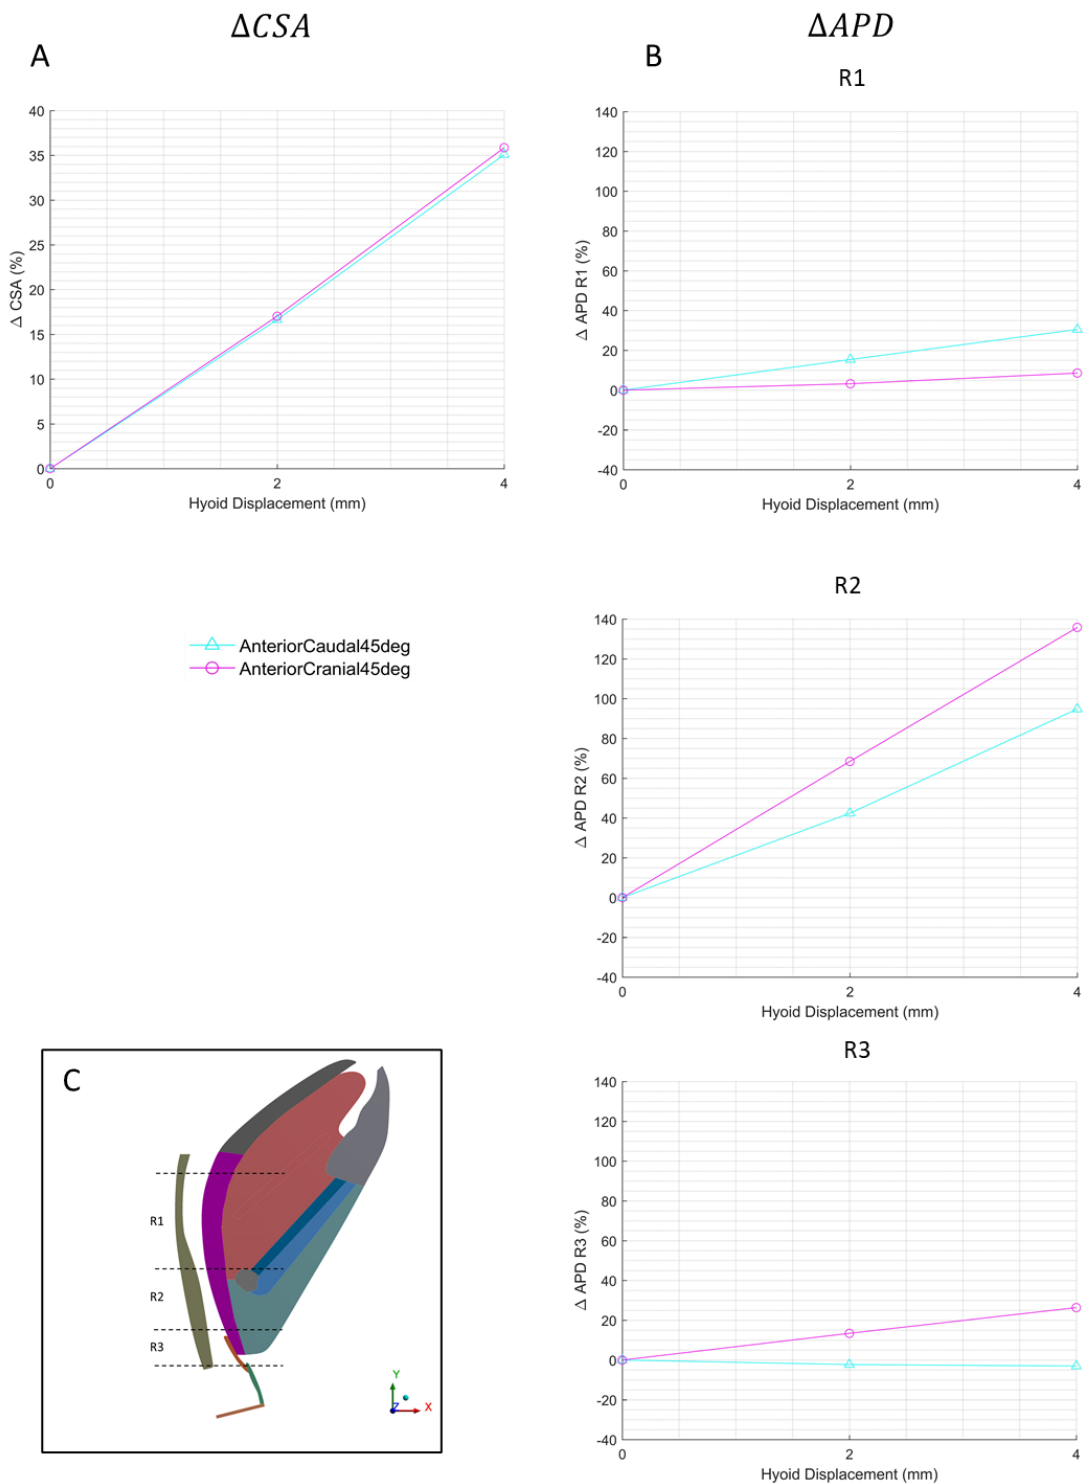 ΔCSA
ΔAPD
A
B
R1
40
35
30
25
20
15
10
5
0
Δ CSA (%)
0
2
4
Hyoid Displacement (mm)
140
120
100
80
60
40
20
0
-20
-40
Δ APD R1 (%)
0
2
4
Hyoid Displacement (mm)
AnteriorCaudal45deg
AnteriorCranial45deg
R2
140
120
100
80
60
40
20
0
-20
-40
Δ APD R2 (%)
0
2
4
Hyoid Displacement (mm)
C
R1
R2
R3
Y
Z
X
R3
140
120
100
80
60
40
20
0
-20
-40
Δ APD R3 (%)
0
2
4
Hyoid Displacement (mm)